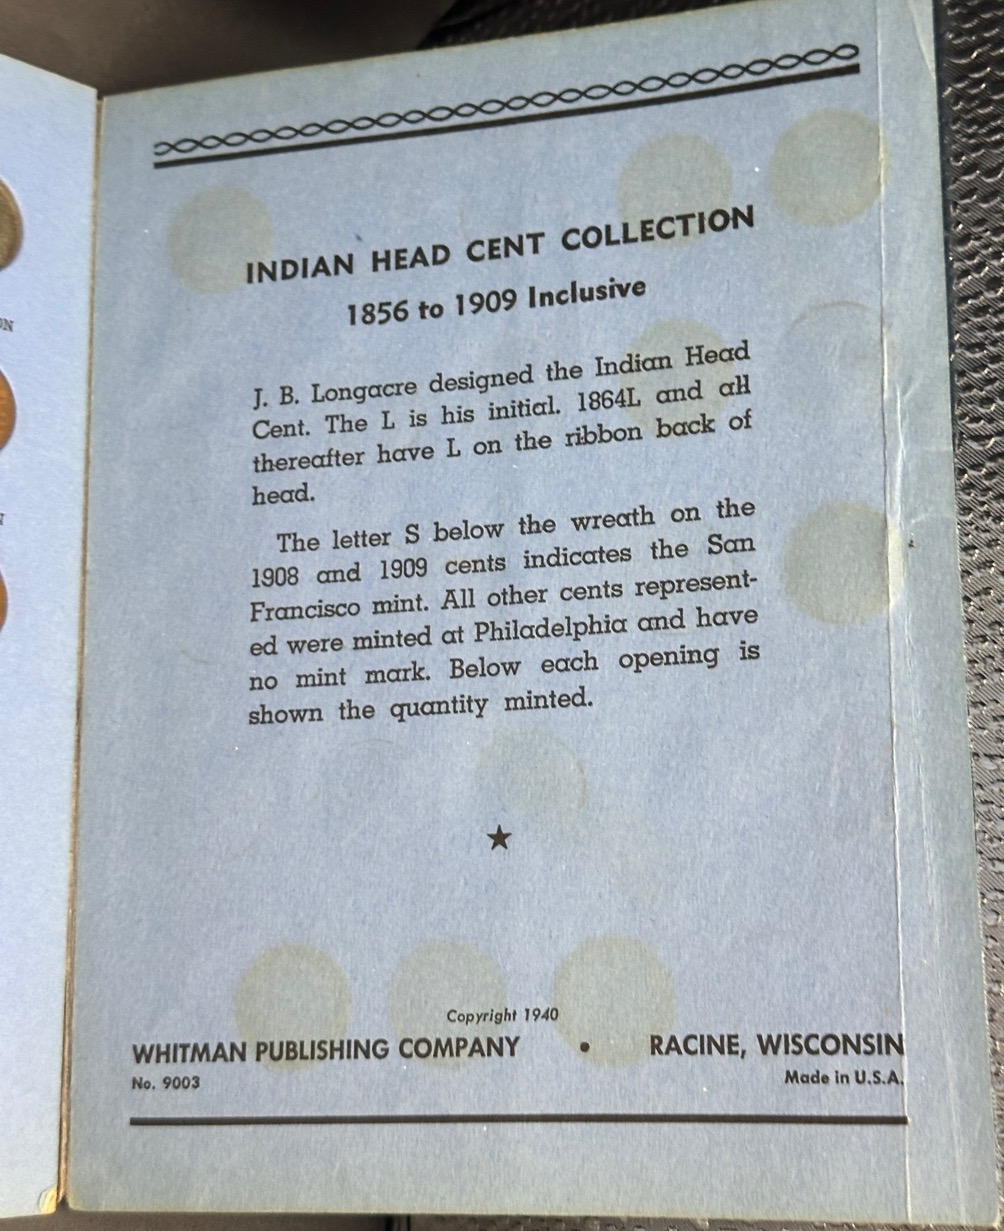 ON
INDIAN HEAD CENT COLLECTION
1856 to 1909 Inclusive
J. B. Longacre designed the Indian Head
Cent. The L is his initial. 1864L and all
thereafter have L on the ribbon back of
head.
The letter S below the wreath on the
1908 and 1909 cents indicates the San
Francisco mint. All other cents represent-
ed were minted at Philadelphia and have
no mint mark. Below each opening is
shown the quantity minted.
Copyright 1940
WHITMAN PUBLISHING COMPANY • RACINE, WISCONSIN
No. 9003 Made in U.S.A.